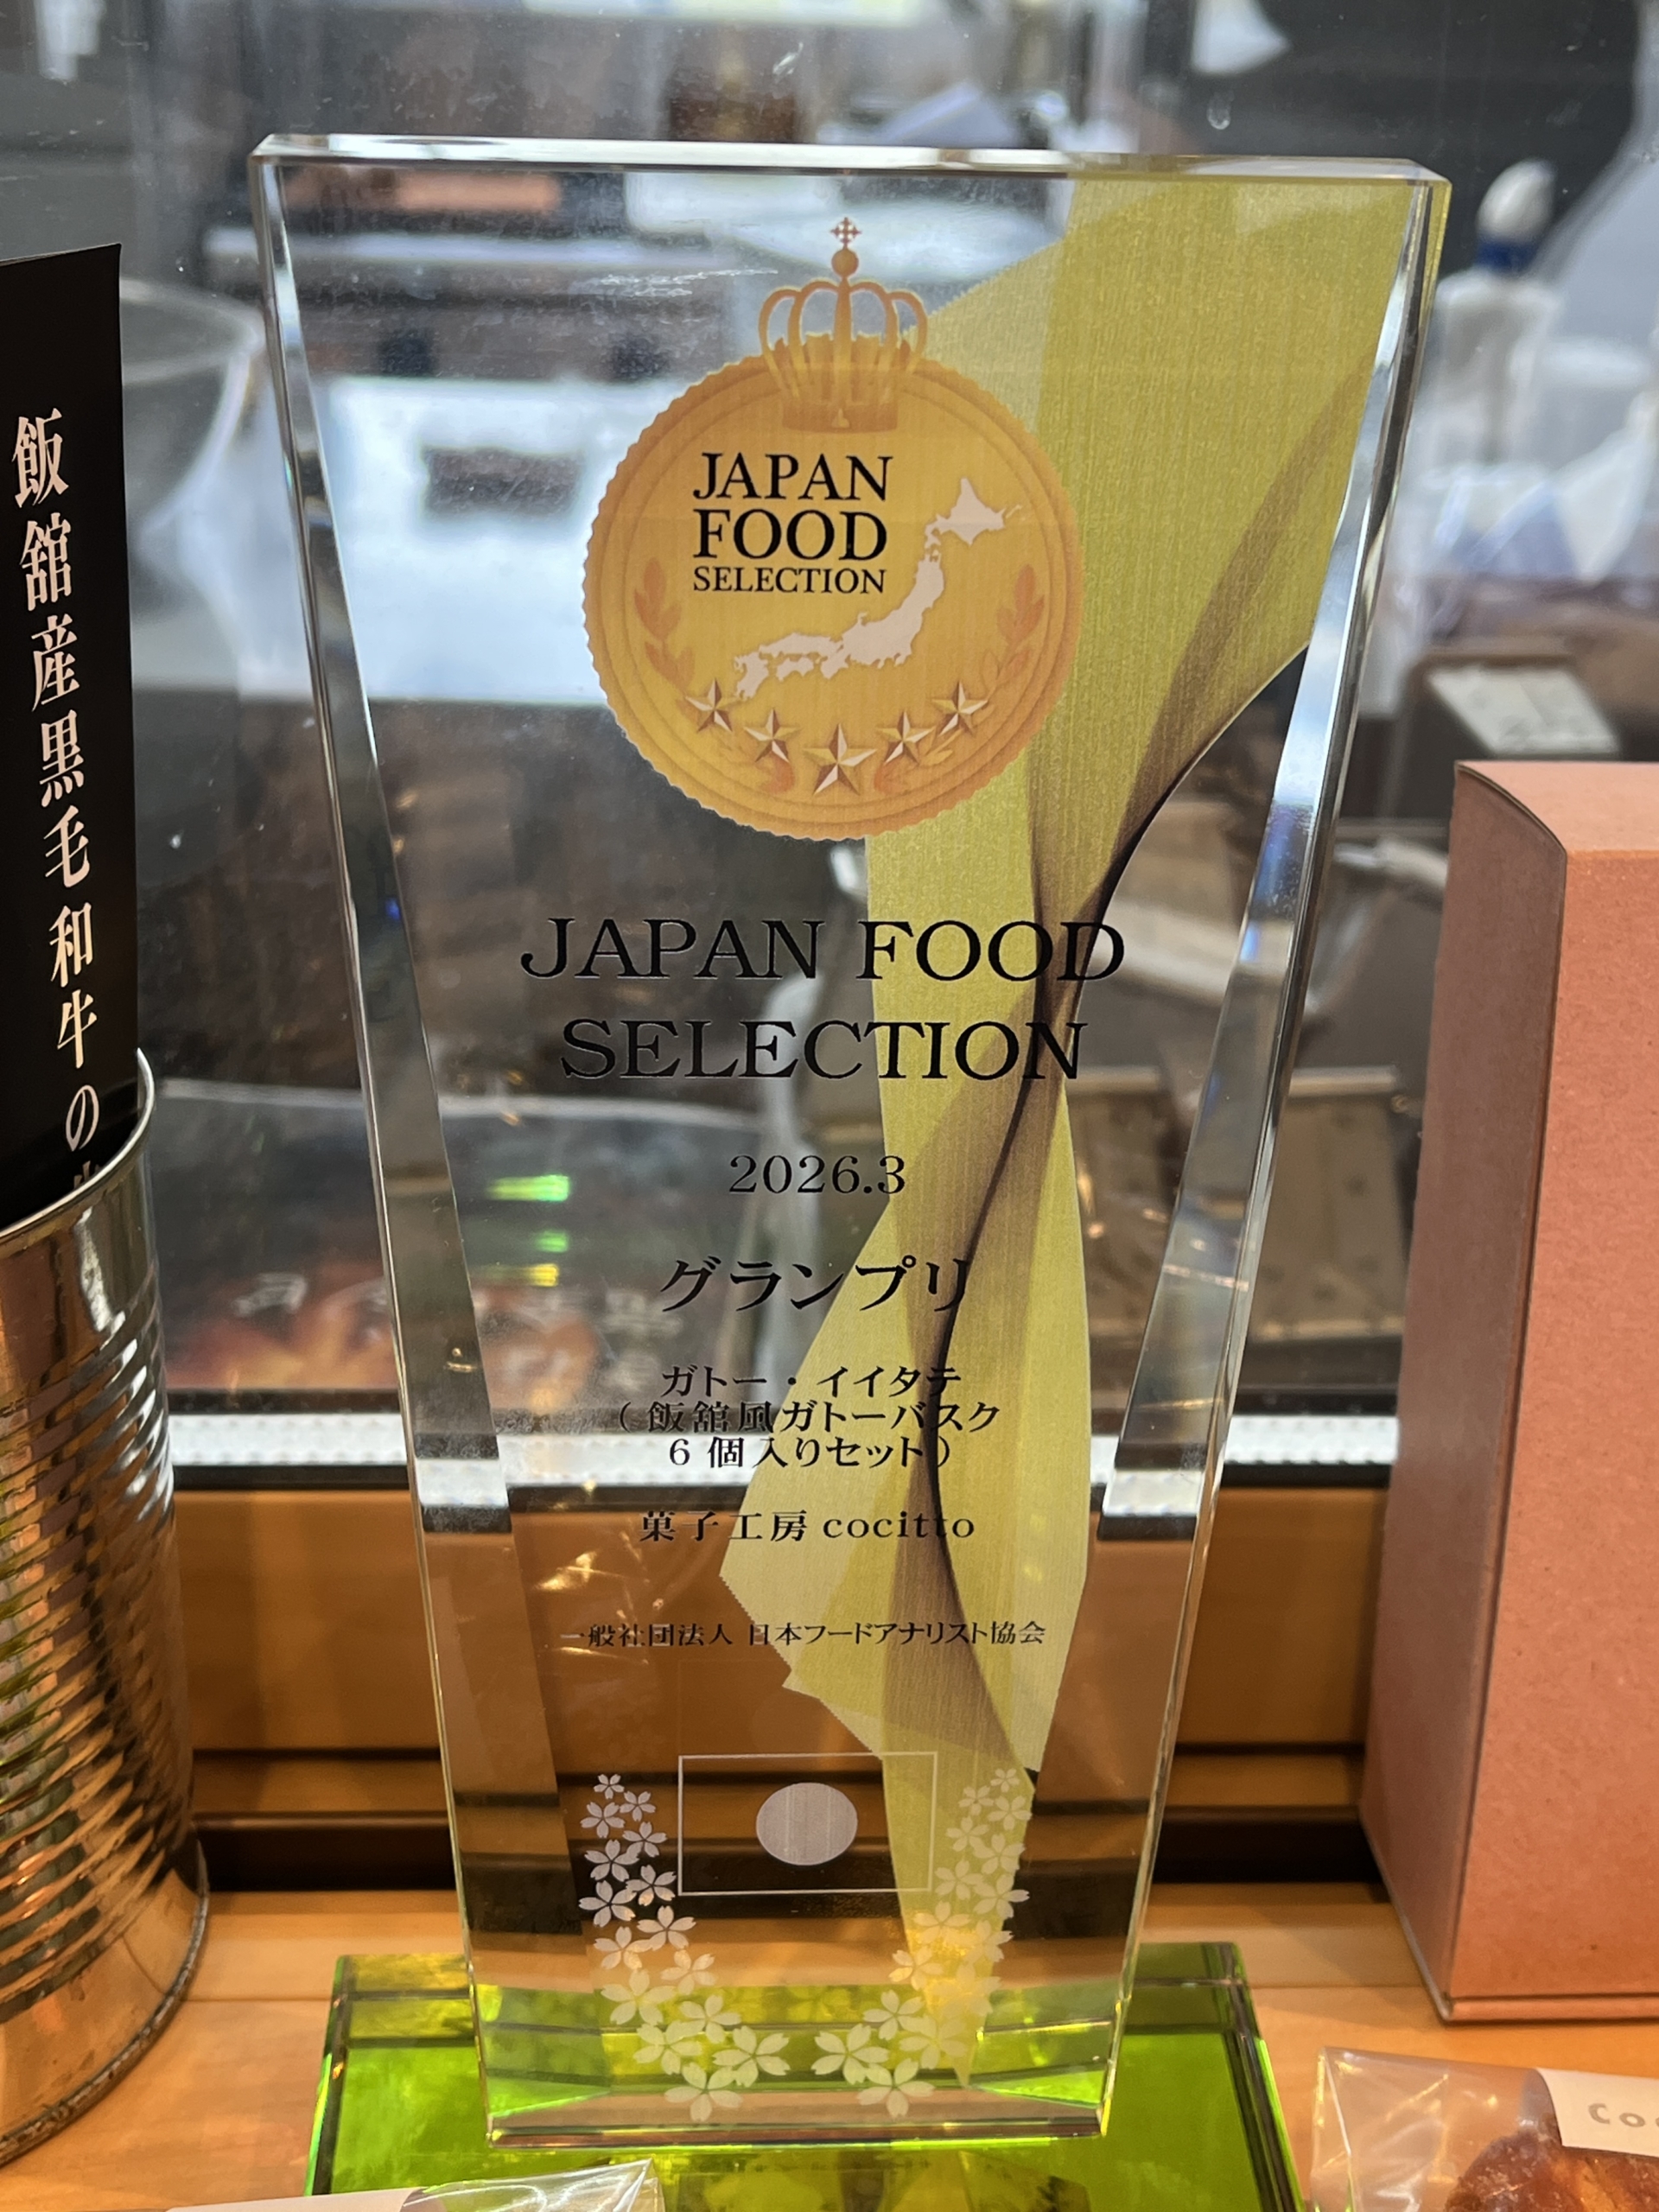 飯舘産黒毛和牛の
JAPAN
FOOD
SELECTION
JAPAN FOOD
SELECTION
2026.3
グランプリ
ガトー・イイタテ
(飯舘風ガトーバスク
6個入りセット)
菓子工房 cocitto
一般社団法人 日本フードアナリスト協会